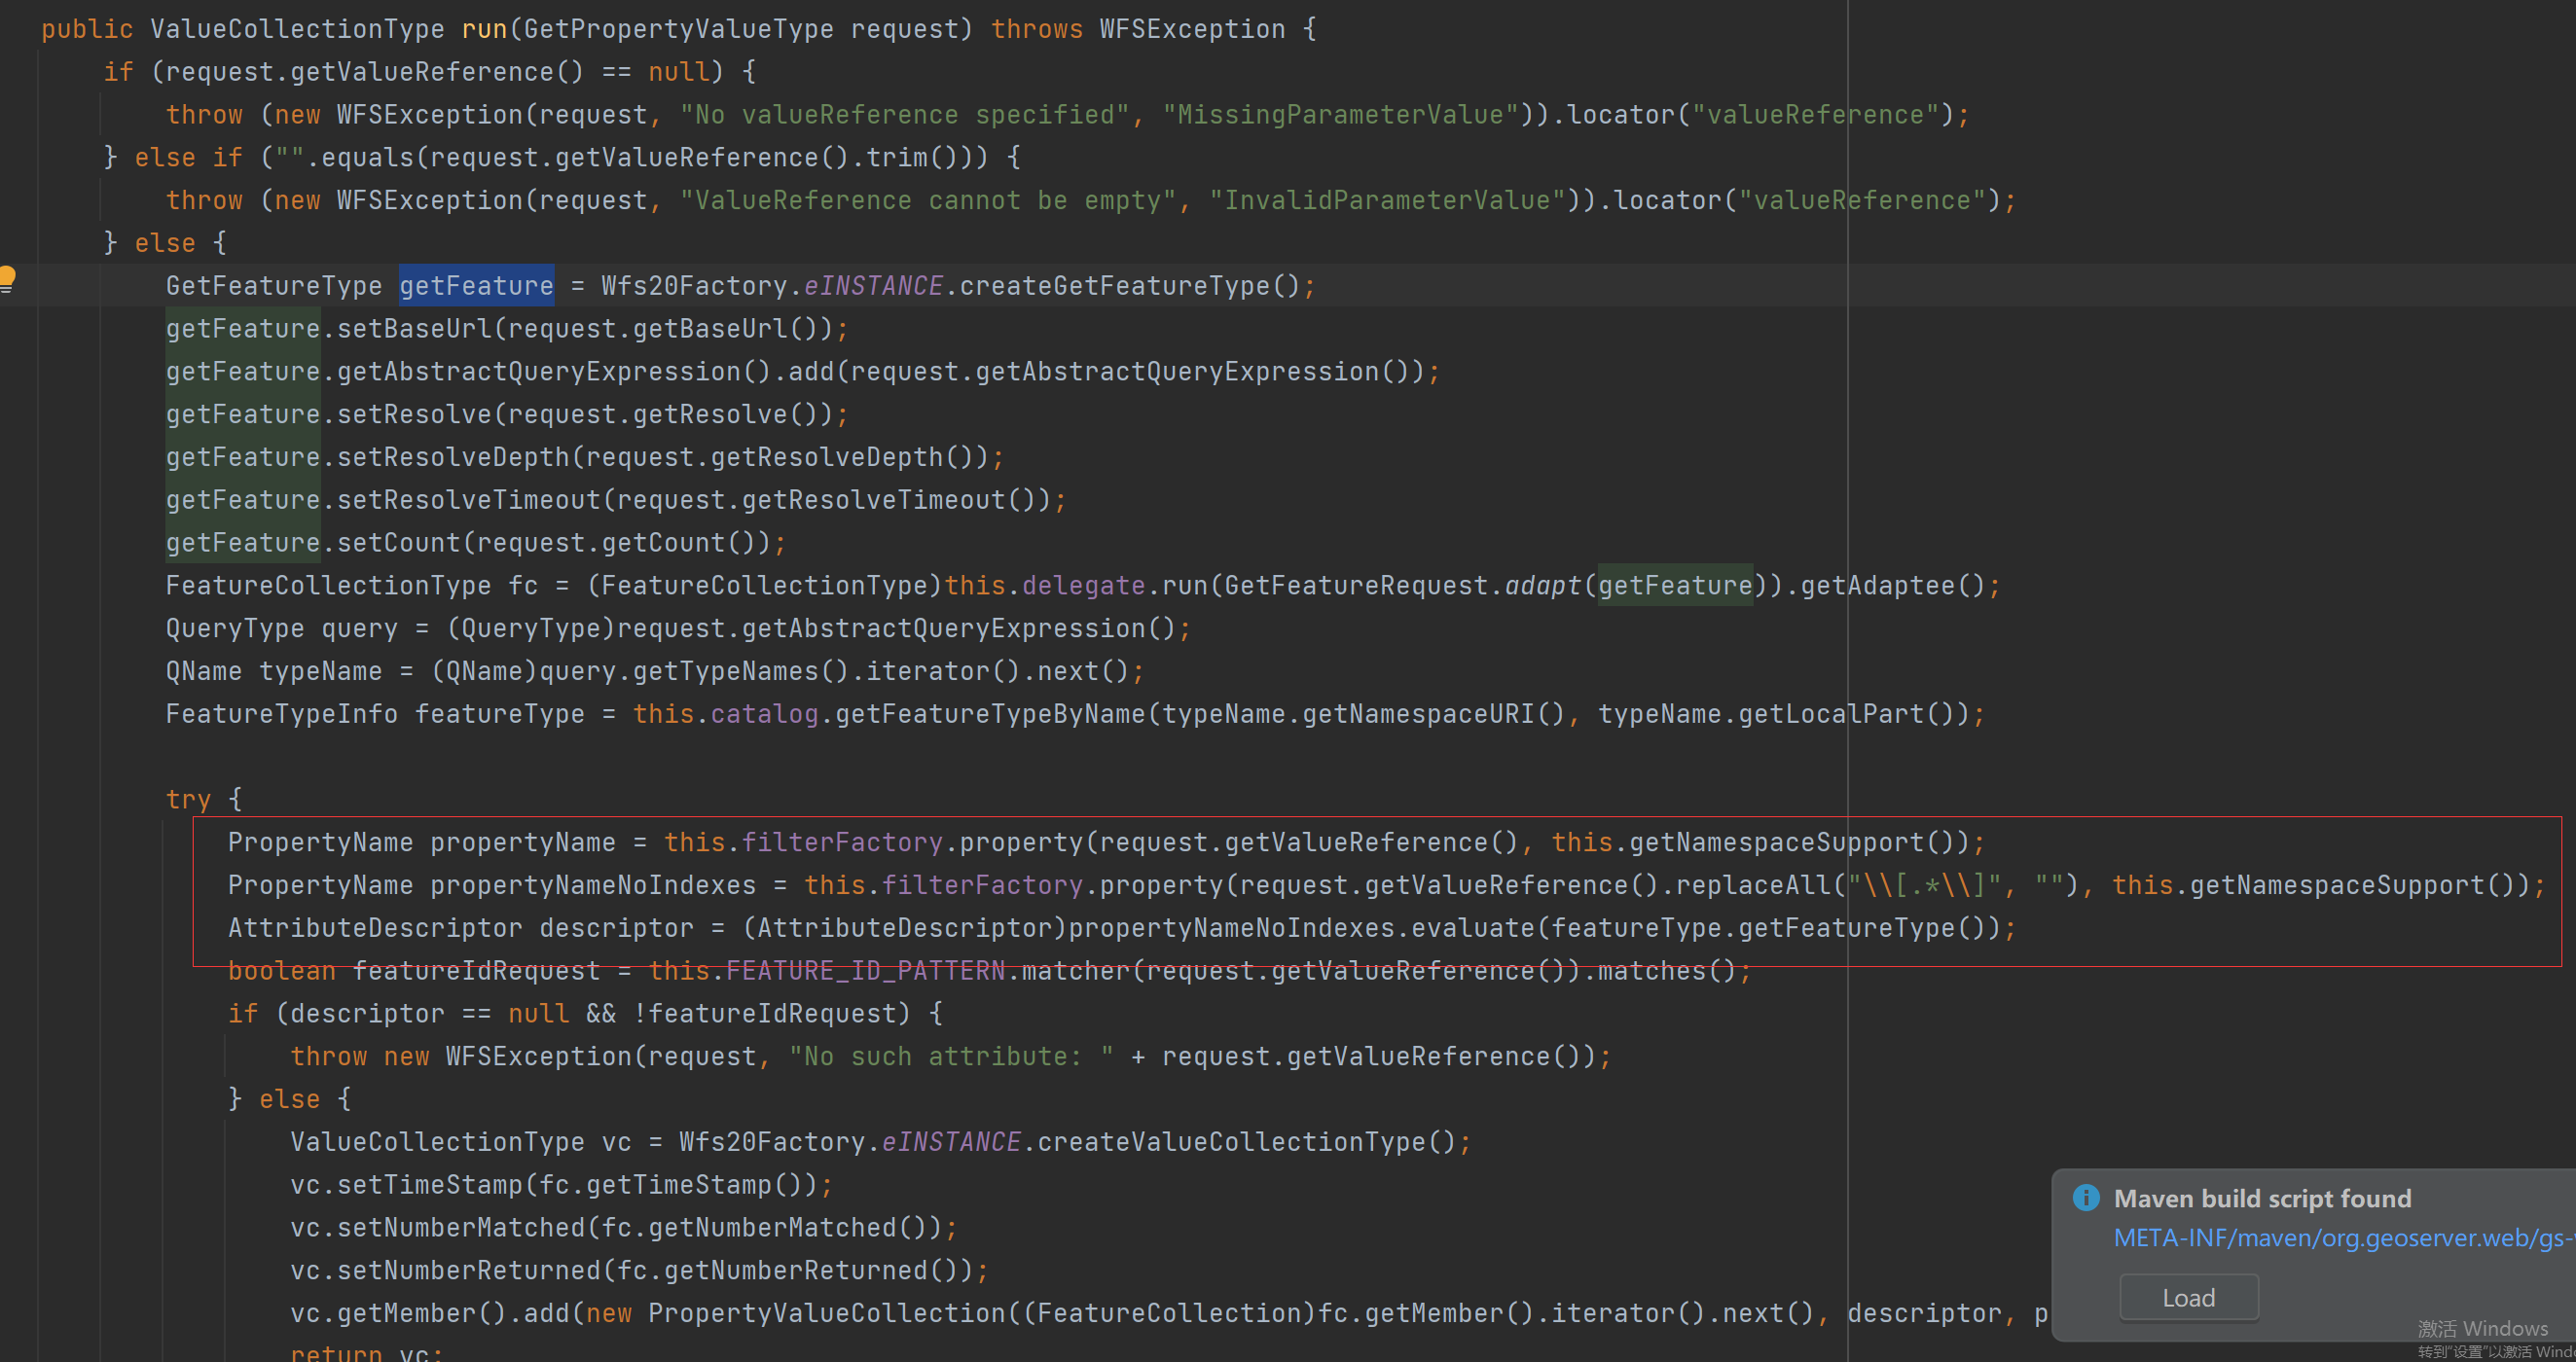 public ValueCollectionType run(GetPropertyValueType request) throws WFSException {
if (request.getValueReference() == null) {
throw (new WFSException(request, "No valueReference specified", "MissingParameterValue")).locator("valueReference");
} else if ("".equals(request.getValueReference().trim())) {
throw (new WFSException(request, "ValueReference cannot be empty", "InvalidParameterValue")).locator("valueReference");
} else {
GetFeatureType getFeature = Wfs20Factory.eINSTANCE.createGetFeatureType();
getFeature.setBaseUrl(request.getBaseUrl());
getFeature.getAbstractQueryExpression().add(request.getAbstractQueryExpression());
getFeature.setResolve(request.getResolve());
getFeature.setResolveDepth(request.getResolveDepth());
getFeature.setResolveTimeout(request.getResolveTimeout());
getFeature.setCount(request.getCount());
FeatureCollectionType fc = (FeatureCollectionType)this.delegate.run(GetFeatureRequest.adapt(getFeature)).getAdaptee();
QueryType query = (QueryType)request.getAbstractQueryExpression();
QName typeName = (QName)query.getTypeNames().iterator().next();
FeatureTypeInfo featureType = this.catalog.getFeatureTypeByName(typeName.getNamespaceURI(), typeName.getLocalPart());
try {
PropertyName propertyName = this.filterFactory.property(request.getValueReference(), this.getNamespaceSupport());
PropertyName propertyNameNoIndexes = this.filterFactory.property(request.getValueReference().replaceAll("\\[.*\\]", ""), this.getNamespaceSupport());
AttributeDescriptor descriptor = (AttributeDescriptor)propertyNameNoIndexes.evaluate(featureType.getFeatureType());
boolean featureIdRequest = this.FEATURE_ID_PATTERN.matcher(request.getValueReference()).matches();
if (descriptor == null && !featureIdRequest) {
throw new WFSException(request, "No such attribute: " + request.getValueReference());
} else {
ValueCollectionType vc = Wfs20Factory.eINSTANCE.createValueCollectionType();
vc.setTimeStamp(fc.getTimeStamp());
vc.setNumberMatched(fc.getNumberMatched());
vc.setNumberReturned(fc.getNumberReturned());
vc.getMember().add(new PropertyValueCollection((FeatureCollection)fc.getMember().iterator().next(), descriptor, p
return vc;
Maven build script found
META-INF/maven/org.geoserver.web/gs-
Load
激活 Windows
转到"设置"以激活 Wind